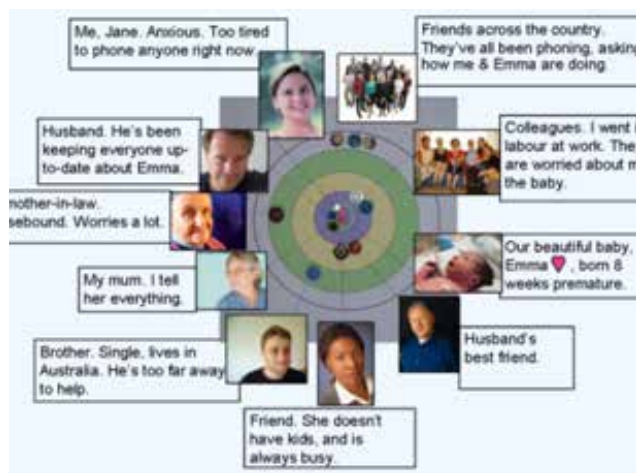 Me, Jane. Anxious. Too tired
to phone anyone right now.
Friends across the country.
They've all been phoning, asking
how me & Emma are doing.
Husband. He's been
keeping everyone up-
to-date about Emma.
Colleagues. I went
labour at work. The
are worried about m
the baby.
mother-in-law.
sebound. Worries a lot.
My mum. I tell
her everything.
Our beautiful baby,
Emma ♥, born 8
weeks premature.
Husband's
best friend.
Brother. Single, lives in
Australia. He's too far away
to help.
Friend. She doesn't
have kids, and is
always busy.